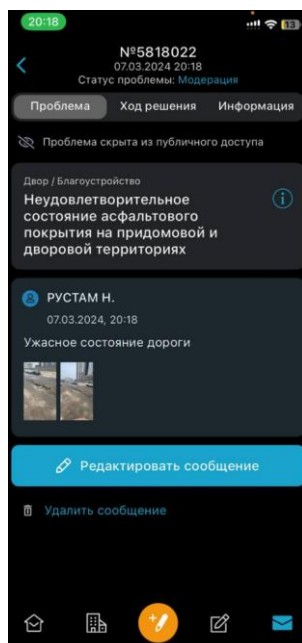 20:18
13
№5818022
07.03.2024 20:18
Статус проблемы: Модерация
Проблема Ход решения Информация
Проблема скрыта из публичного доступа
Двор / Благоустройство
Неудовлетворительное
состояние асфальтового
покрытия на придомовой и
дворовой территориях
РУСТАМ Н.
07.03.2024, 20:18
Ужасное состояние дороги
Редактировать сообщение
Удалить сообщение